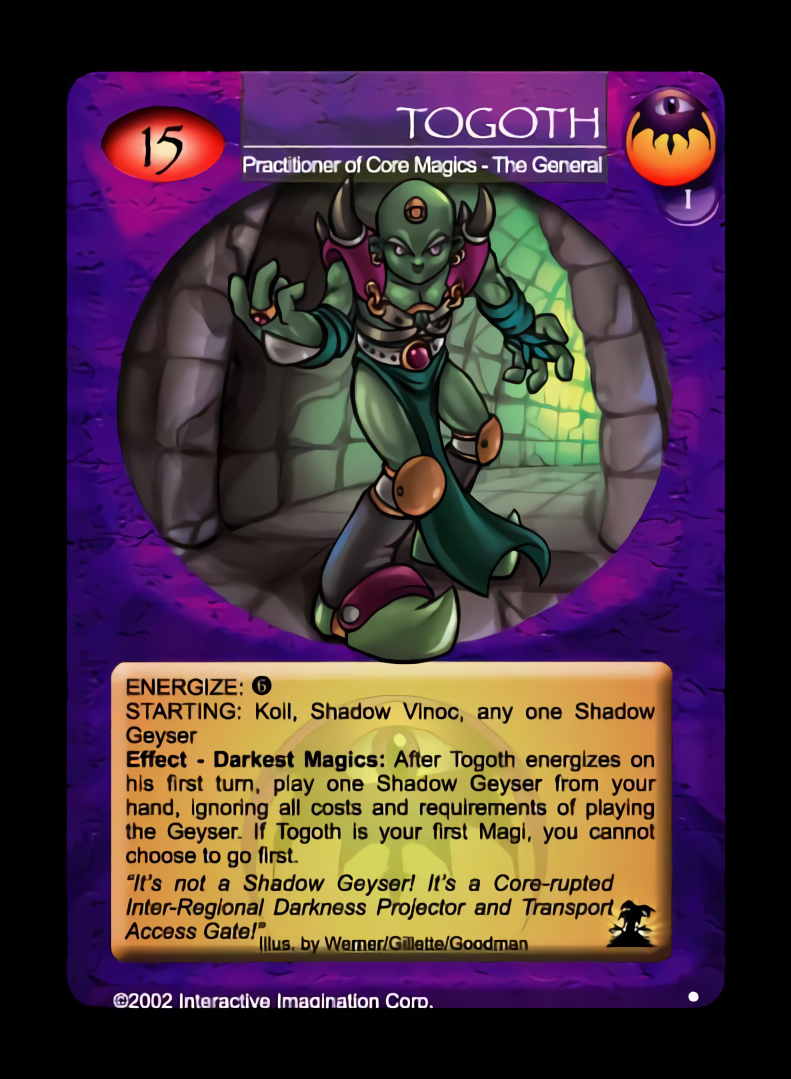 15
TOGOTH
Practitioner of Core Magics - The General
1
ENERGIZE: 6
STARTING: Koil, Shadow Vinoc, any one Shadow
Geyser
Effect - Darkest Magics: After Togoth energizes on
his first turn, play one Shadow Geyser from your
hand, ignoring all costs and requirements of playing
the Geyser. If Togoth is your first Magi, you cannot
choose to go first.
"It's not a Shadow Geyser! It's a Core-rupted
Inter-Regional Darkness Projector and Transport
Access Gate!"
Illus. by Werner/Gillette/Goodman
©2002 Interactive Imagination Corp.